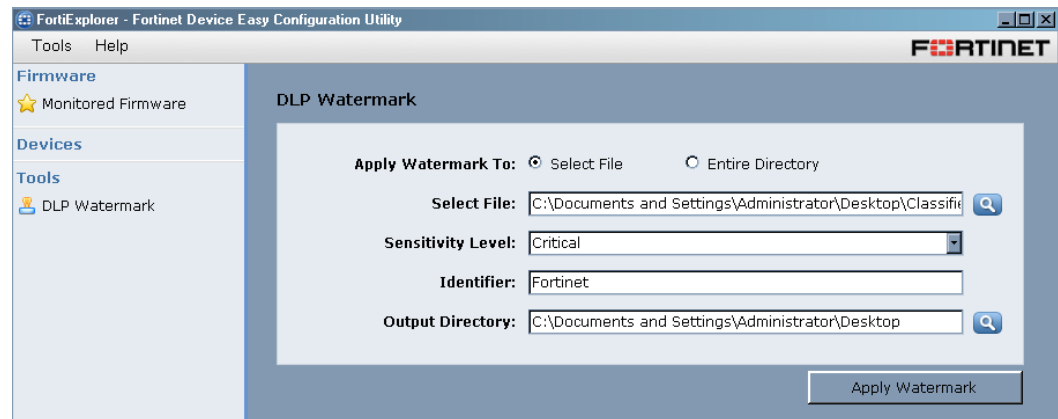 FortiExplorer - Fortinet Device Easy Configuration Utility
Tools Help
FORTINET
Firmware
Monitored Firmware
Devices
Tools
DLP Watermark
DLP Watermark
Apply Watermark To: Select File Entire Directory
Select File: C:\Documents and Settings\Administrator\Desktop\Classifie
Sensitivity Level: Critical
Identifier: Fortinet
Output Directory: C:\Documents and Settings\Administrator\Desktop
Apply Watermark